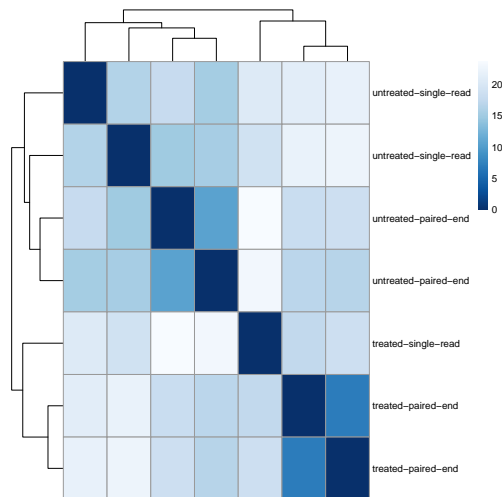 untreated−single−read
untreated−single−read
untreated−paired−end
untreated−paired−end
treated−single−read
treated−paired−end
treated−paired−end
20
15
10
5
0